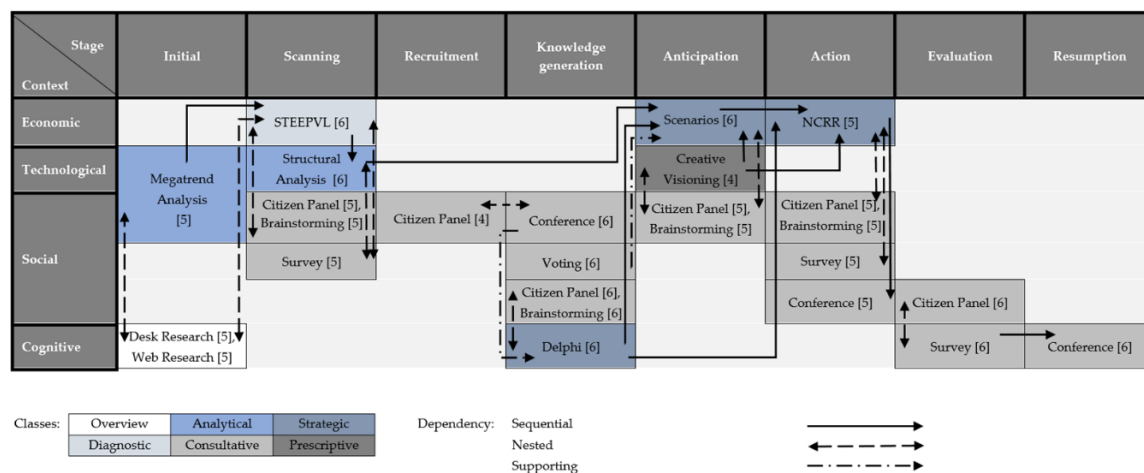 Stage
Context
Initial
Scanning
Recruitment
Knowledge
generation
Anticipation
Action
Evaluation
Resumption
Economic
STEEPVL [6]
Scenarios [6]
NCRR [5]
Technological
Megatrend
Analysis
[5]
Structural
Analysis [6]
Creative
Visioning [4]
Social
Citizen Panel [5],
Brainstorming [5]
Citizen Panel [4]
Conference [6]
Citizen Panel [5],
Brainstorming [5]
Citizen Panel [5],
Brainstorming [5]
Survey [5]
Voting [6]
Survey [5]
Citizen Panel [6],
Brainstorming [6]
Conference [5]
Citizen Panel [6]
Cognitive
Desk Research [5],
Web Research [5]
Delphi [6]
Survey [6]
Conference [6]
Classes:
Overview
Analytical
Strategic
Diagnostic
Consultative
Prescriptive
Dependency:
Sequential
Nested
Supporting